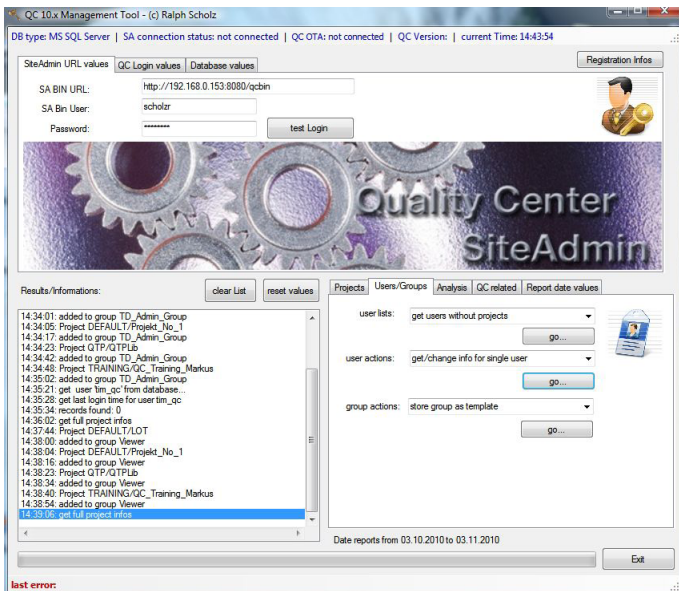 QC 10.x Management Tool - (c) Ralph Scholz
DB type: MS SQL Server | SA connection status: not connected | QC OTA: not connected | QC Version: | current Time: 14:43:54
SiteAdmin URL values QC Login values Database values Registration Infos
SA BIN URL: http://192.168.0.153:8080/qcbin
SA Bin User: scholzr
Password: ******** test Login
Quality Center
SiteAdmin
Results/Informations: clear List reset values
14:34:01: added to group TD_Admin_Group
14:34:05: Project DEFAULT/Projekt_No_1
14:34:17: added to group TD_Admin_Group
14:34:23: Project QTP/QTPLib
14:34:42: added to group TD_Admin_Group
14:34:48: Project TRAINING/QC_Training_Markus
14:35:02: added to group TD_Admin_Group
14:35:21: get user tim_qc'from database...
14:35:28: get last login time for user tim_qc
14:35:34: records found: 0
14:36:02: get full project infos
14:37:44: Project DEFAULT/LOT
14:38:00: added to group Viewer
14:38:04: Project DEFAULT/Projekt_No_1
14:38:16: added to group Viewer
14:38:23: Project QTP/QTPLib
14:38:34: added to group Viewer
14:38:40: Project TRAINING/QC_Training_Markus
14:38:54: added to group Viewer
14:39:06: get full project infos
Projects Users/Groups Analysis QC related Report date values
user lists: get users without projects
go...
user actions: get/change info for single user
go...
group actions: store group as template
go...
Date reports from 03.10.2010 to 03.11.2010
Exit
last error: